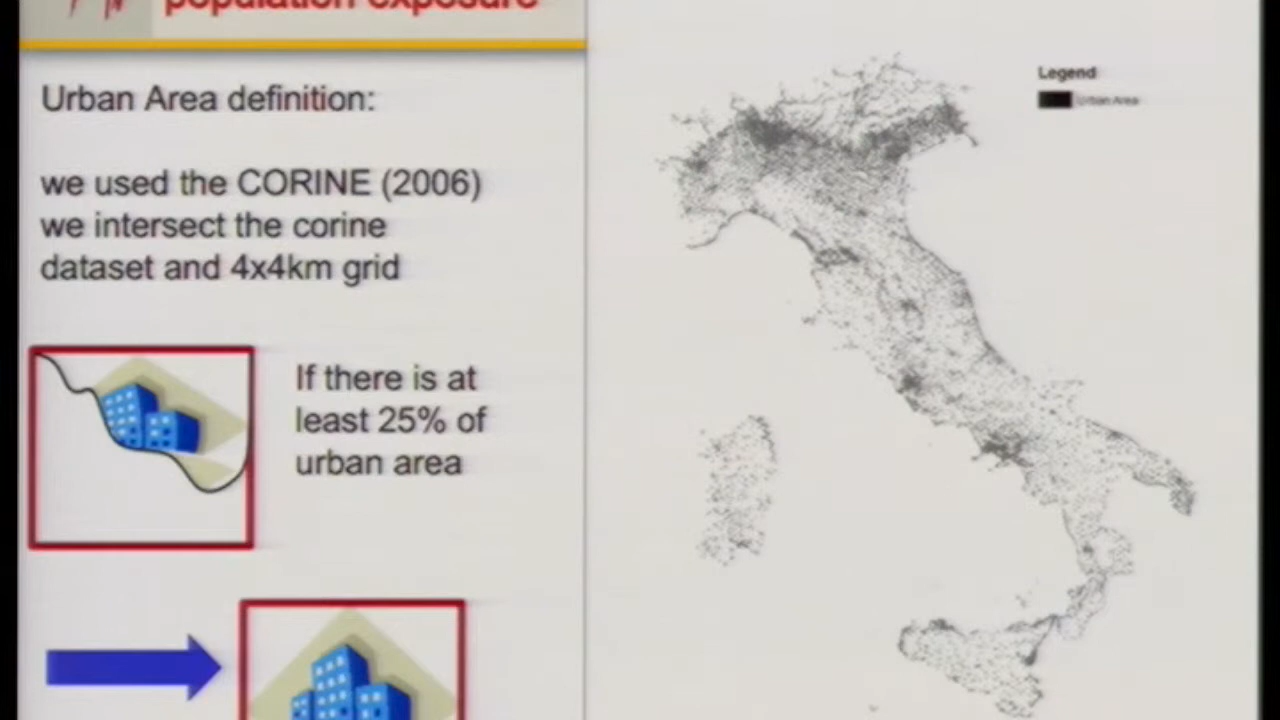 population exposure
Urban Area definition:
we used the CORINE (2006)
we intersect the corine
dataset and 4x4km grid
If there is at
least 25% of
urban area
Legend
Urban Area